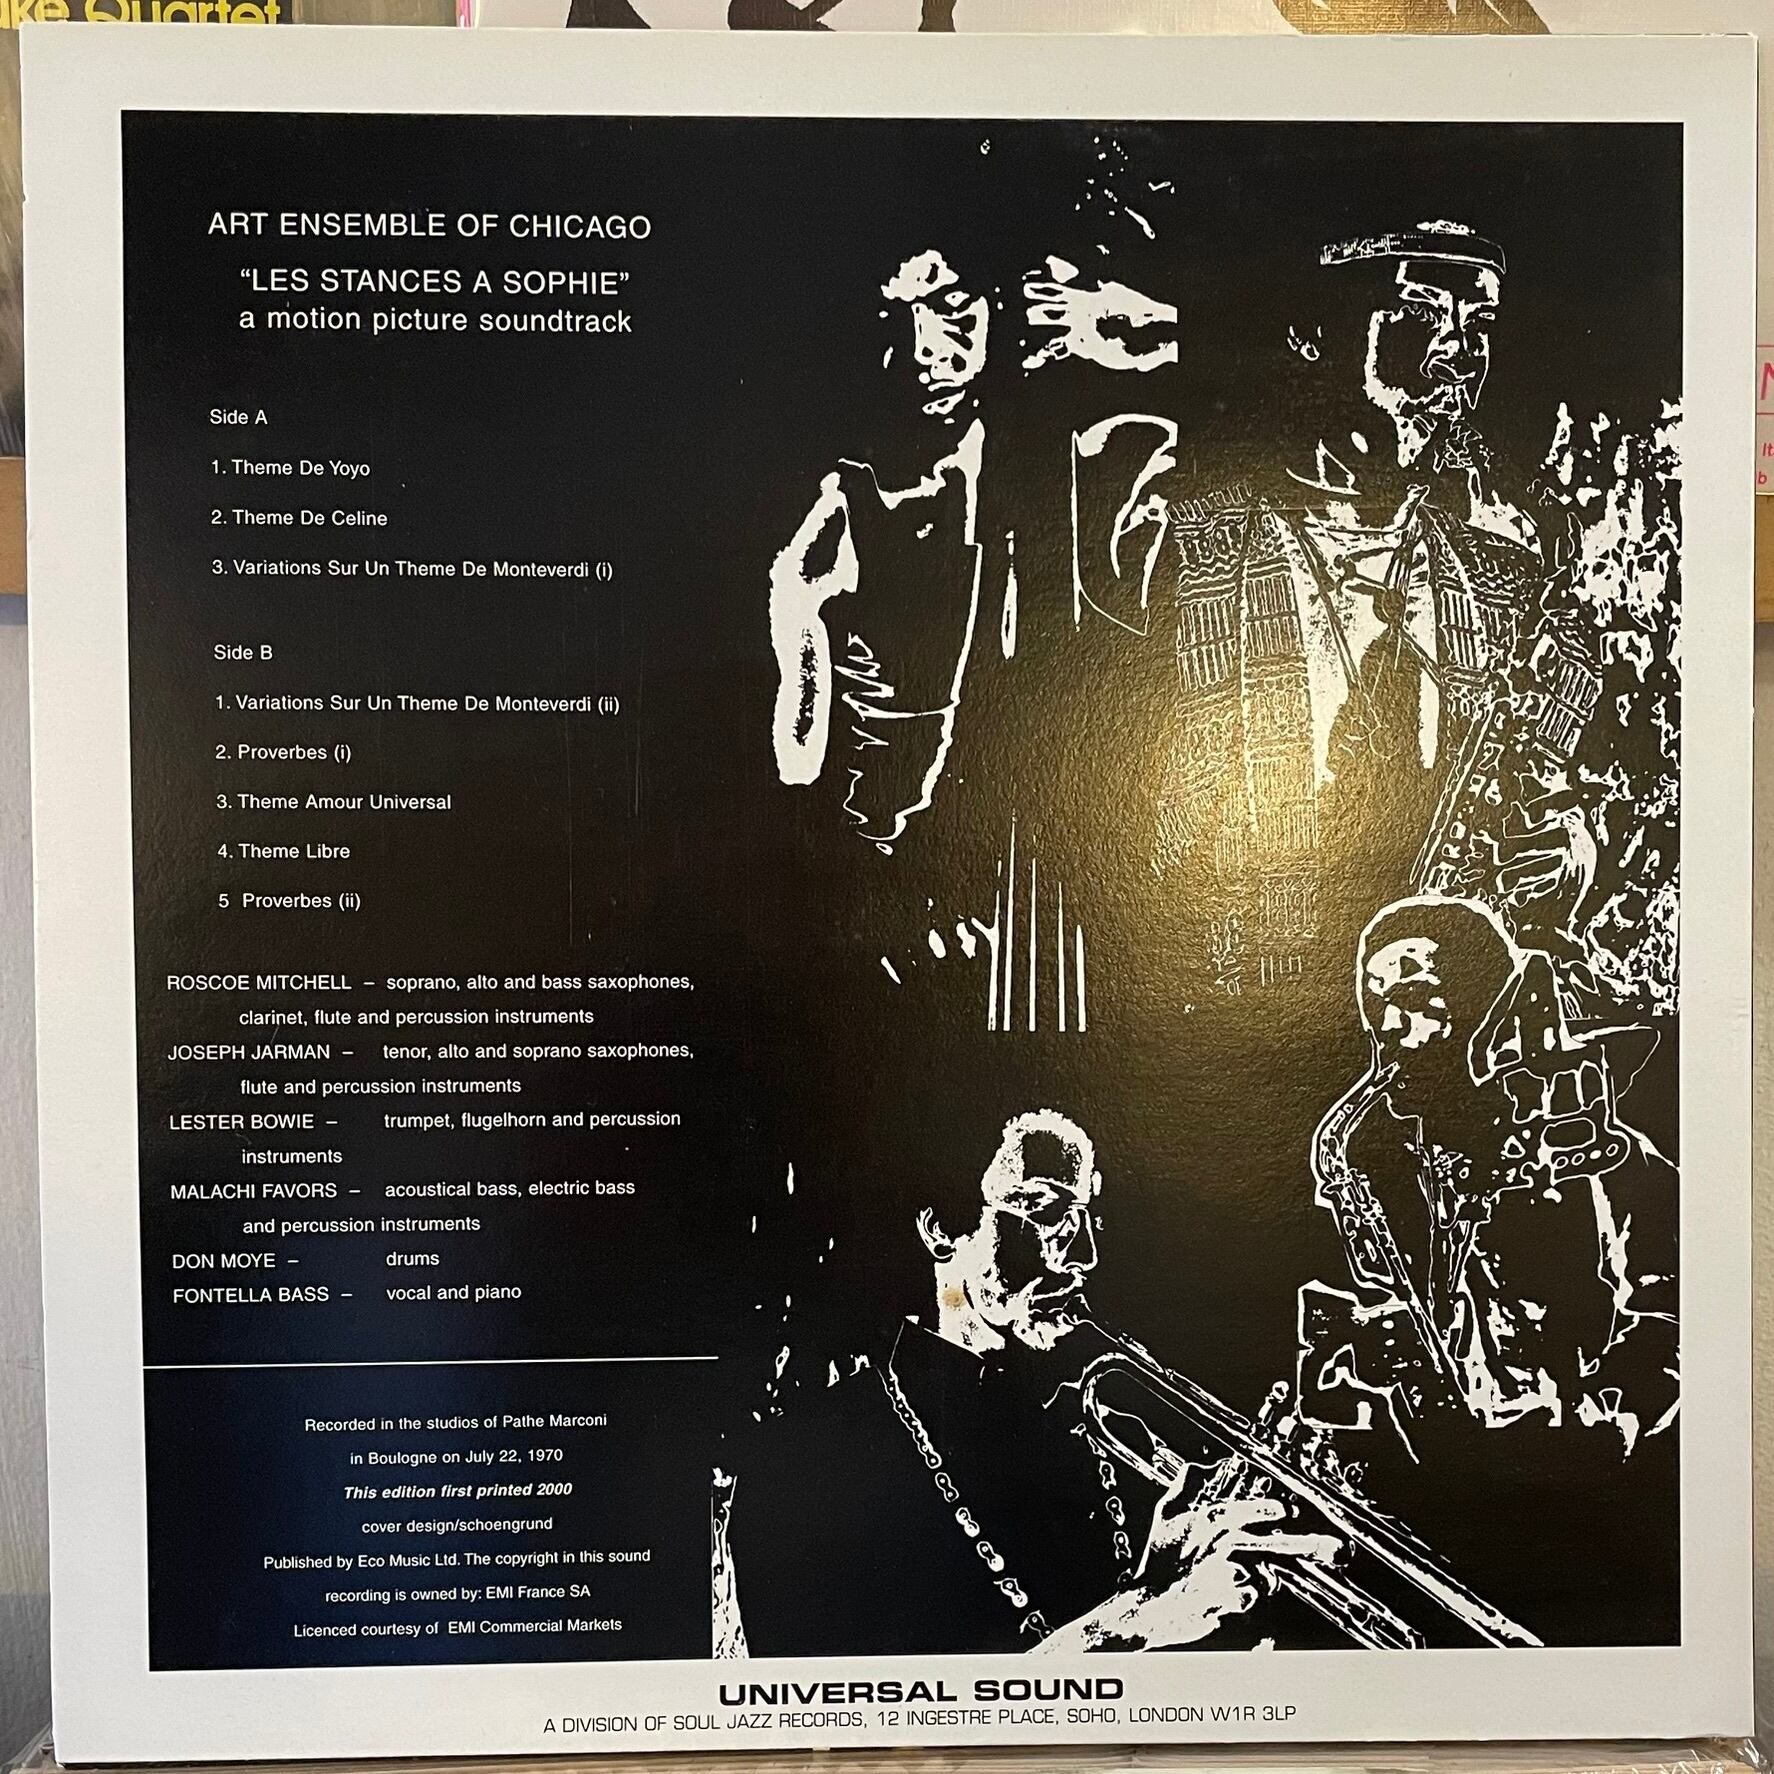 Quartet
ART ENSEMBLE OF CHICAGO
“LES STANCES A SOPHIE”
a motion picture soundtrack
Side A
1. Theme De Yoyo
2. Theme De Celine
3. Variations Sur Un Theme De Monteverdi (i)
Side B
1. Variations Sur Un Theme De Monteverdi (ii)
2. Proverbes (i)
3. Theme Amour Universal
4. Theme Libre
5 Proverbes (ii)
ROSCOE MITCHELL – soprano, alto and bass saxophones,
clarinet, flute and percussion instruments
JOSEPH JARMAN – tenor, alto and soprano saxophones,
flute and percussion instruments
LESTER BOWIE – trumpet, flugelhorn and percussion
instruments
MALACHI FAVORS – acoustical bass, electric bass
and percussion instruments
DON MOYE – drums
FONTELLA BASS – vocal and piano
Recorded in the studios of Pathe Marconi
in Boulogne on July 22, 1970
This edition first printed 2000
cover design/schoengrund
Published by Eco Music Ltd. The copyright in this sound
recording is owned by: EMI France SA
Licenced courtesy of EMI Commercial Markets
UNIVERSAL SOUND
A DIVISION OF SOUL JAZZ RECORDS, 12 INGESTRE PLACE, SOHO, LONDON W1R 3LP